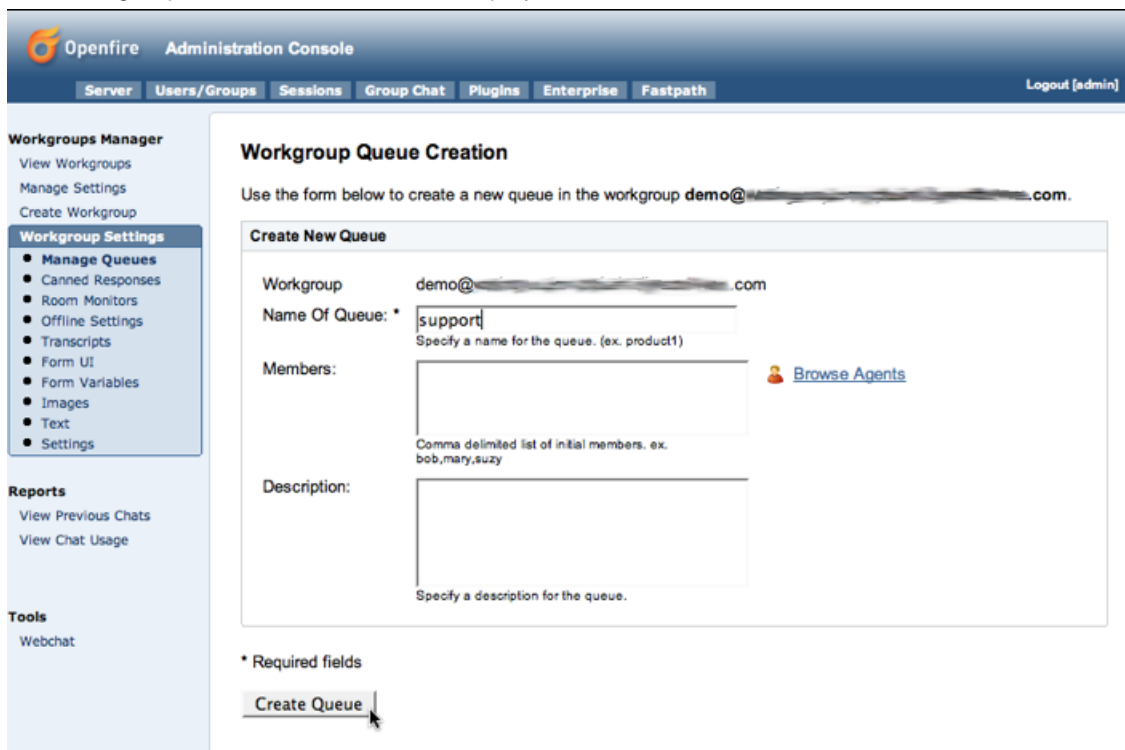 Openfire Administration Console
Server Users/Groups Sessions Group Chat Plugins Enterprise Fastpath
Logout [admin]
Workgroups Manager
View Workgroups
Manage Settings
Create Workgroup
Workgroup Settings
Manage Queues
Canned Responses
Room Monitors
Offline Settings
Transcripts
Form UI
Form Variables
Images
Text
Settings
Reports
View Previous Chats
View Chat Usage
Tools
Webchat
Workgroup Queue Creation
Use the form below to create a new queue in the workgroup demo@ .com.
Create New Queue
Workgroup demo@ .com
Name Of Queue: * support
Specify a name for the queue. (ex. product1)
Members:
Browse Agents
Comma delimited list of initial members. ex.
bob,mary,suzy
Description:
Specify a description for the queue.
* Required fields
Create Queue